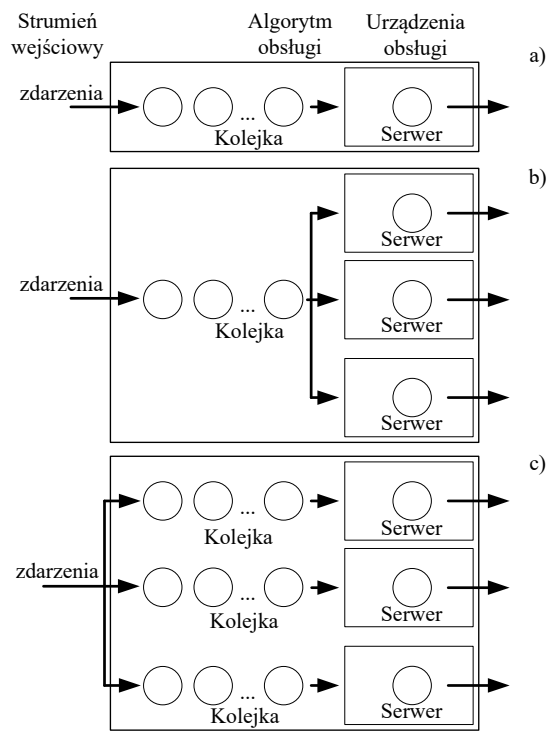 Strumień
wejściowy
Algorytm
obsługi
Urządzenia
obsługi
a)
zdarzenia
...
Kolejka
Serwer
b)
Serwer
zdarzenia
...
Kolejka
Serwer
Serwer
c)
...
Kolejka
Serwer
zdarzenia
...
Kolejka
Serwer
...
Kolejka
Serwer